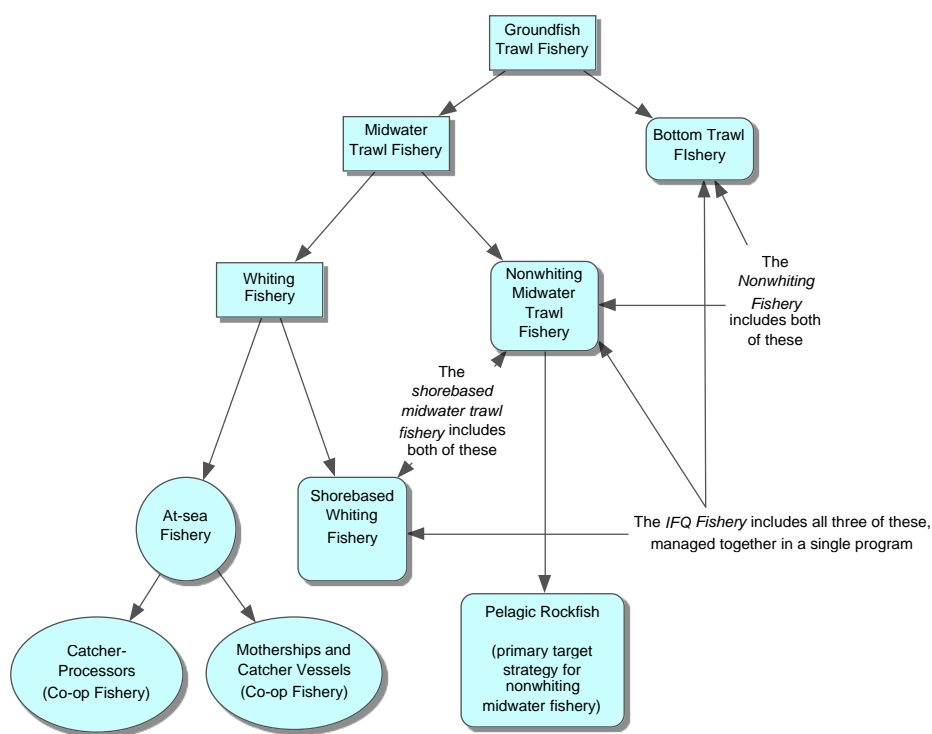 Groundfish
Trawl Fishery
Midwater
Trawl Fishery
Bottom Trawl
FIshery
Whiting
Fishery
Nonwhiting
Midwater
Trawl
Fishery
The
Nonwhiting
Fishery
includes both
of these
The
shorebased
midwater trawl
fishery includes
both of these
At-sea
Fishery
Shorebased
Whiting
Fishery
The IFQ Fishery includes all three of these,
managed together in a single program
Catcher-
Processors
(Co-op Fishery)
Motherships and
Catcher Vessels
(Co-op Fishery)
Pelagic Rockfish
(primary target
strategy for
nonwhiting
midwater fishery)